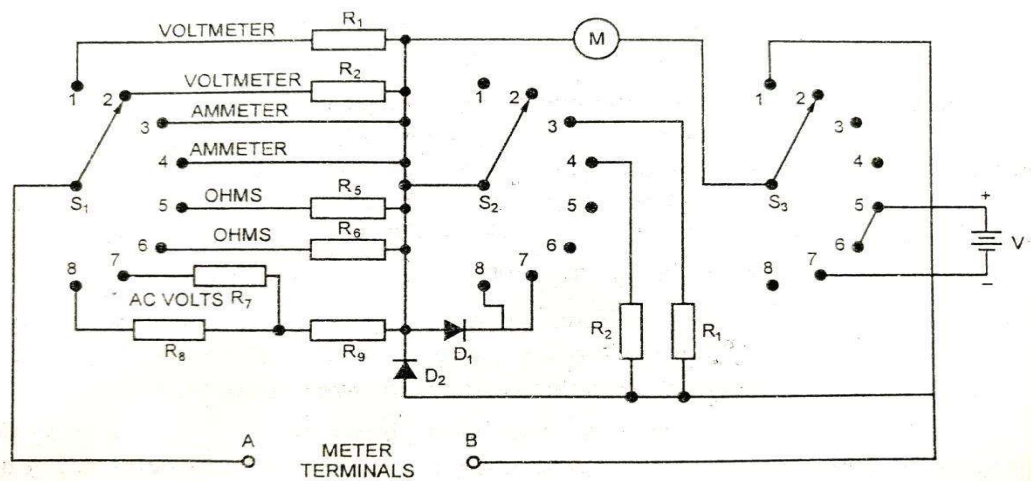 VOLTMETER R1
M
VOLTMETER R2
1 2 AMMETER 1 2 1 2
3 3 3
AMMETER
4 4 4
S1 OHMS R5 S2 5 S3 5 +
5
OHMS R6 V
6 6 6
8 7 8 7 8 7 −
AC VOLTS R7
R8 R9 D1 R2 R1
D2
A B
METER
TERMINALS